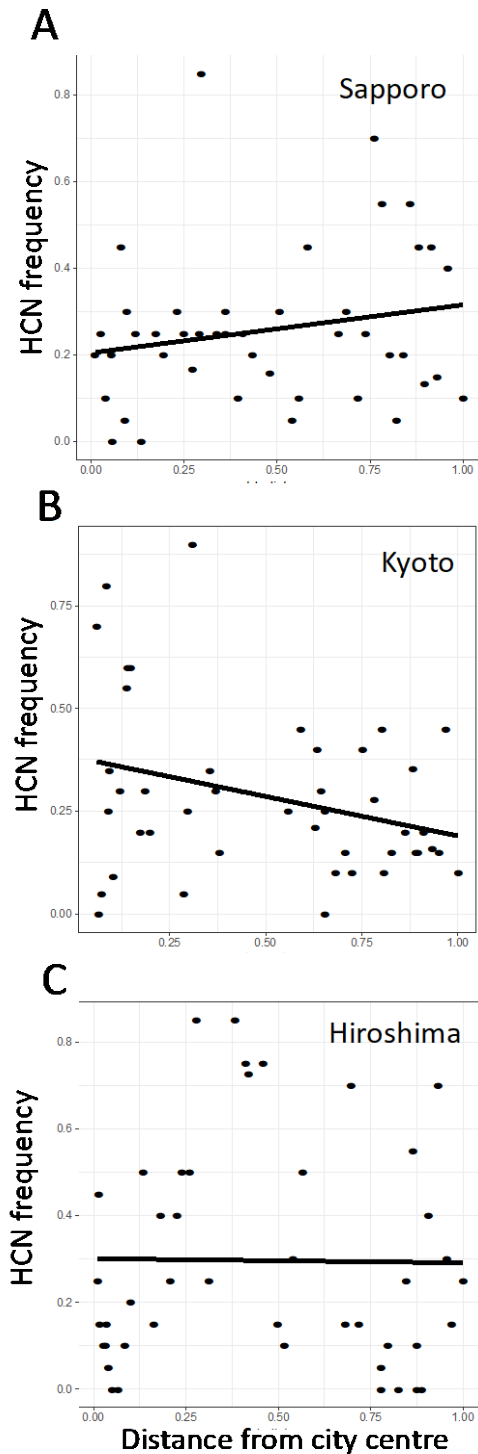 A
Sapporo
HCN frequency
0.8
0.6
0.4
0.2
0.0
0.00 0.25 0.50 0.75 1.00
B
Kyoto
HCN frequency
0.75
0.50
0.25
0.00
0.25 0.50 0.75 1.00
C
Hiroshima
HCN frequency
0.8
0.6
0.4
0.2
0.0
0.00 0.25 0.50 0.75 1.00
Distance from city centre